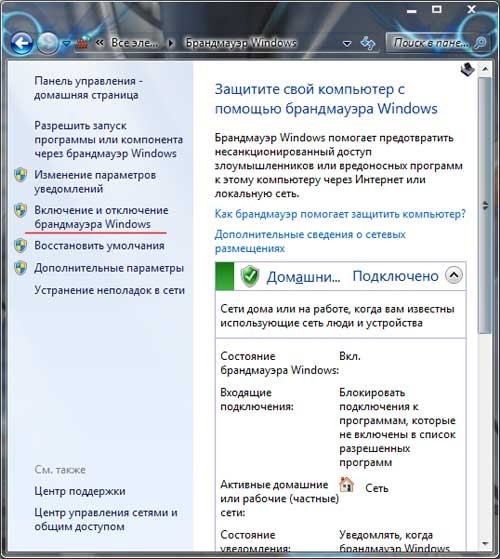 Все эле...
Брандмауэр Windows
Поиск в пане...
Панель управления -
домашняя страница
Разрешить запуск
программы или компонента
через брандмауэр Windows
Изменение параметров
уведомлений
Включение и отключение
брандмауэра Windows
Восстановить умолчания
Дополнительные параметры
Устранение неполадок в сети
См. также
Центр поддержки
Центр управления сетями и
общим доступом
Защитите свой компьютер с
помощью брандмауэра Windows
Брандмауэр Windows помогает предотвратить
несанкционированный доступ
злоумышленников или вредоносных программ
к этому компьютеру через Интернет или
локальную сеть.
Как брандмауэр помогает защитить компьютер?
Дополнительные сведения о сетевых
размещениях
Домашни... Подключено
Сети дома или на работе, когда вам известны
использующие сеть люди и устройства
Состояние
брандмауэра Windows:
Вкл.
Входящие
подключения:
Блокировать
подключения к
программам, которые
не включены в список
разрешенных
программ
Активные домашние
или рабочие (частные)
сети:
Сеть
Состояние
уведомления:
Уведомлять, когда
брандмауэр Windows